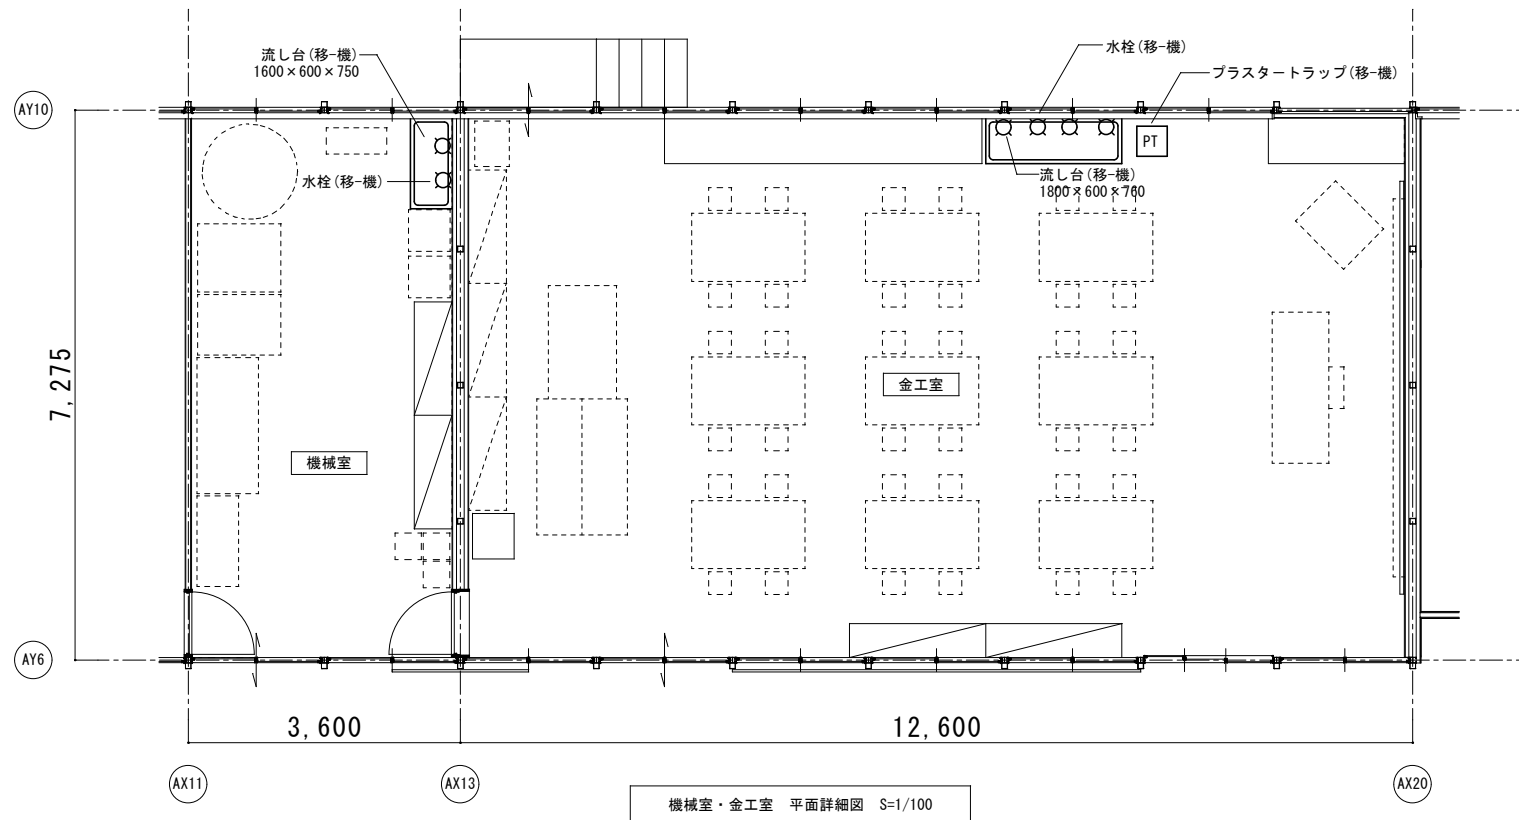 流し台(移-機)
1600×600×750
水栓(移-機)
プラスタートラップ(移-機)
AY10
PT
水栓(移-機)
流し台(移-機)
1800×600×760
7,275
金工室
機械室
AY6
3,600
12,600
AX11
AX13
AX20
機械室・金工室 平面詳細図 S=1/100